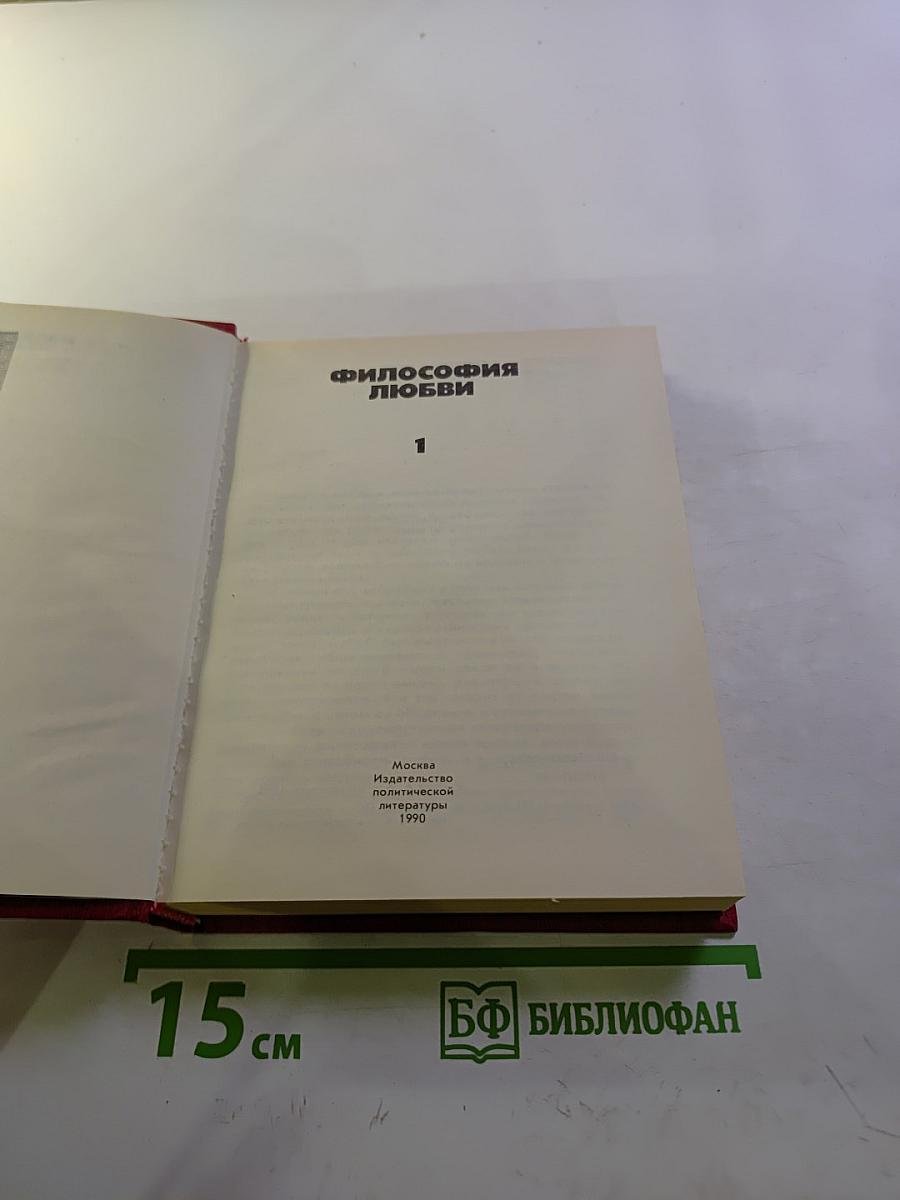 ФИЛОСОФИЯ
ЛЮБВИ
1
Москва
Издательство
политической
литературы
1990
15 см
БФ БИБЛИОФАН